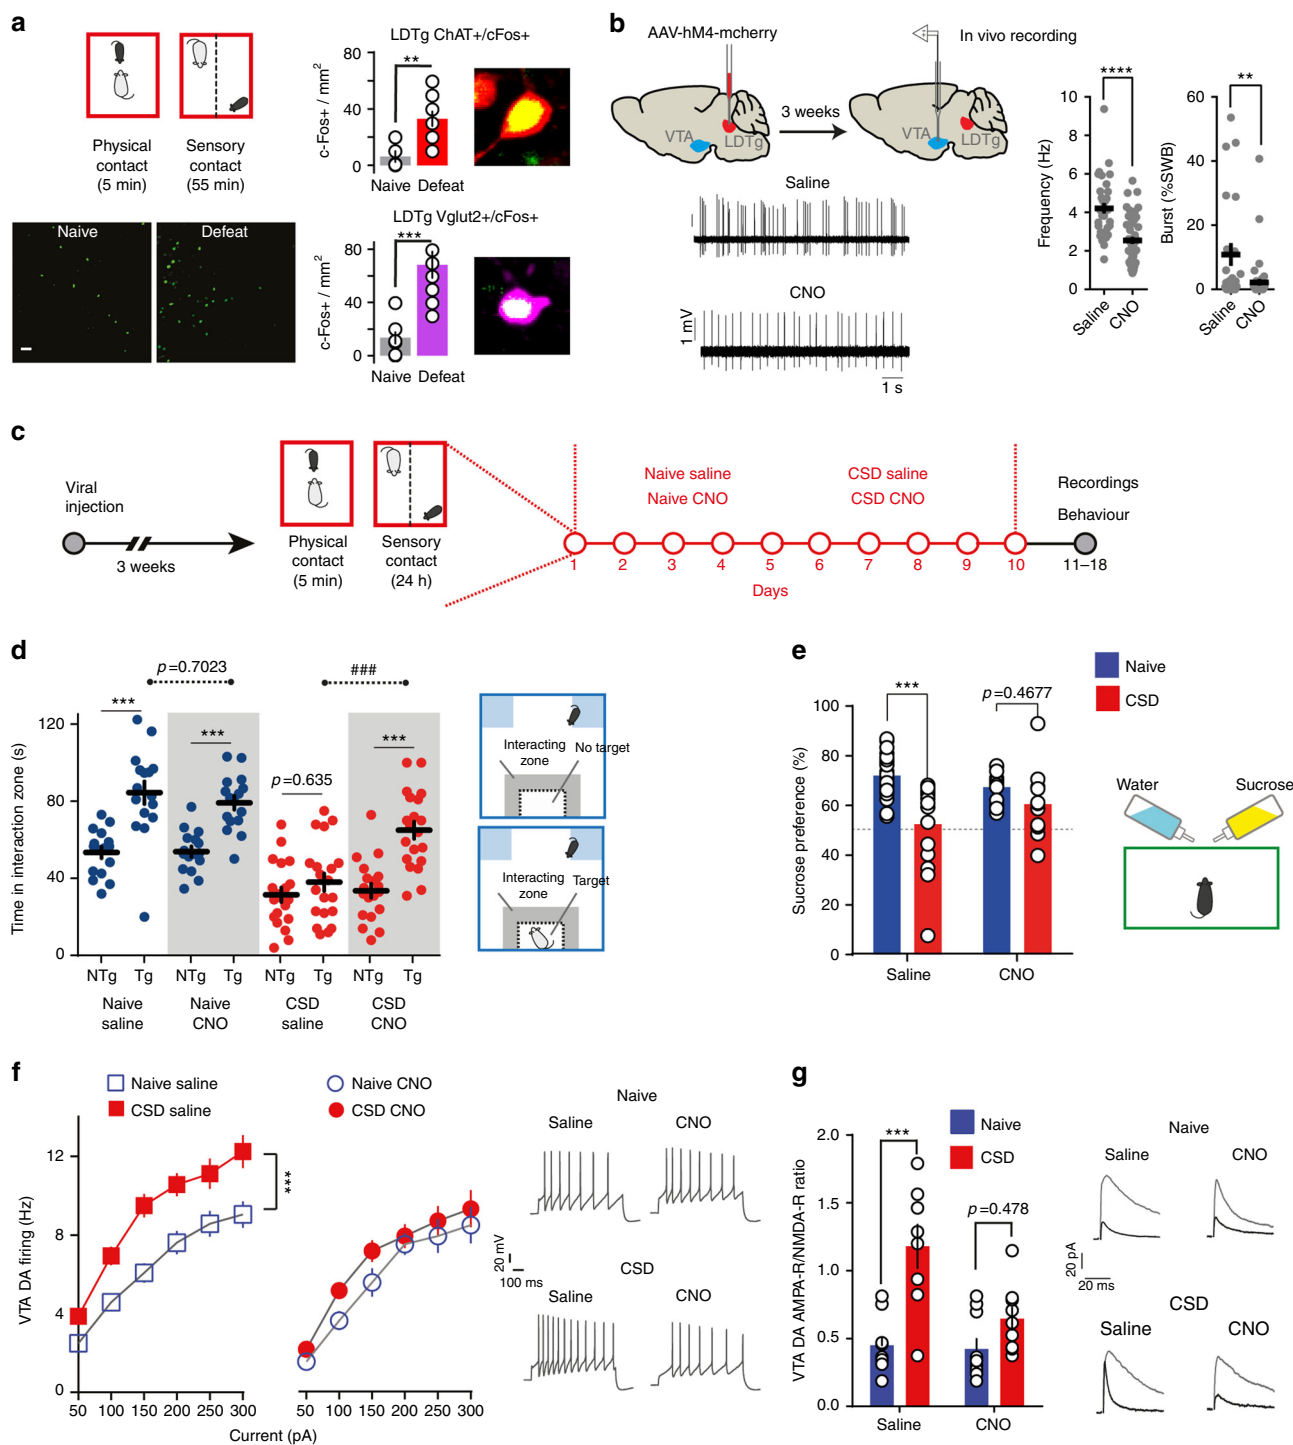 a
LDTg ChAT+/cFos+
Physical
contact
(5 min)
Sensory
contact
(55 min)
c-Fos+ / mm2
80
40
0
**
Naive
Defeat
Naive
Defeat
LDTg Vglut2+/cFos+
c-Fos+ / mm2
80
40
0
***
Naive
Defeat
b
AAV-hM4-mcherry
In vivo recording
VTA
LDTg
3 weeks
VTA
LDTg
Saline
CNO
1 mV
1 s
****
Frequency (Hz)
10
8
6
4
2
0
Saline
CNO
**
Burst (%SWB)
60
40
20
0
Saline
CNO
c
Viral
injection
3 weeks
Physical
contact
(5 min)
Sensory
contact
(24 h)
Naive saline
Naive CNO
CSD saline
CSD CNO
1 2 3 4 5 6 7 8 9 10
Days
Recordings
Behaviour
11–18
d
p=0.7023
###
***
***
p=0.635
***
Time in interaction zone (s)
120
80
40
0
NTg Tg NTg Tg NTg Tg NTg Tg
Naive
saline
Naive
CNO
CSD
saline
CSD
CNO
Interacting
zone
No target
Interacting
zone
Target
e
Naive
CSD
***
p=0.4677
Sucrose preference (%)
100
80
60
40
20
0
Saline
CNO
Water
Sucrose
f
Naive saline
CSD saline
Naive CNO
CSD CNO
VTA DA firing (Hz)
12
8
4
0
***
50 100 150 200 250 300
50 100 150 200 250 300
Current (pA)
Naive
Saline
CNO
20 mV
100 ms
CSD
Saline
CNO
g
Naive
CSD
***
p=0.478
VTA DA AMPA-R/NMDA-R ratio
2.0
1.5
1.0
0.5
0.0
Saline
CNO
Naive
Saline
CNO
20 pA
20 ms
CSD
Saline
CNO